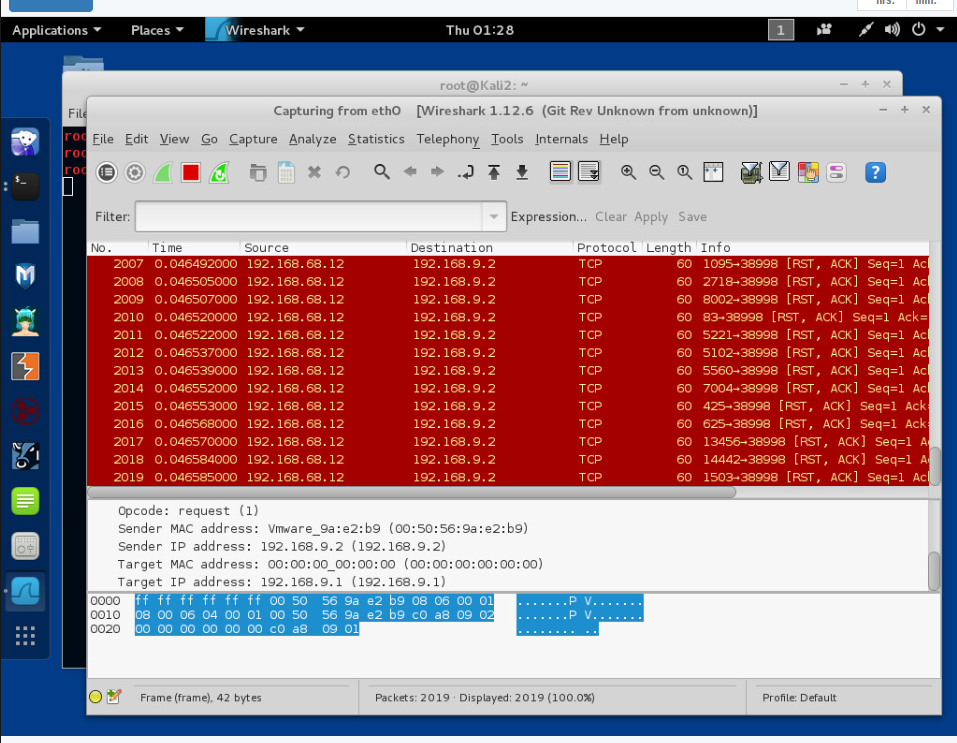 hrs. min.
Applications Places Wireshark Thu 01:28 1
root@Kali2: ~
File
Capturing from eth0 [Wireshark 1.12.6 (Git Rev Unknown from unknown)]
File Edit View Go Capture Analyze Statistics Telephony Tools Internals Help
Filter: Expression... Clear Apply Save
No. Time Source Destination Protocol Length Info
2007 0.046492000 192.168.68.12 192.168.9.2 TCP 60 1095→38998 [RST, ACK] Seq=1 Ack
2008 0.046505000 192.168.68.12 192.168.9.2 TCP 60 2718→38998 [RST, ACK] Seq=1 Ack
2009 0.046507000 192.168.68.12 192.168.9.2 TCP 60 8002→38998 [RST, ACK] Seq=1 Ack
2010 0.046520000 192.168.68.12 192.168.9.2 TCP 60 83→38998 [RST, ACK] Seq=1 Ack=
2011 0.046522000 192.168.68.12 192.168.9.2 TCP 60 5221→38998 [RST, ACK] Seq=1 Ack
2012 0.046537000 192.168.68.12 192.168.9.2 TCP 60 5102→38998 [RST, ACK] Seq=1 Ack
2013 0.046539000 192.168.68.12 192.168.9.2 TCP 60 5560→38998 [RST, ACK] Seq=1 Ack
2014 0.046552000 192.168.68.12 192.168.9.2 TCP 60 7004→38998 [RST, ACK] Seq=1 Ack
2015 0.046553000 192.168.68.12 192.168.9.2 TCP 60 425→38998 [RST, ACK] Seq=1 Ack
2016 0.046568000 192.168.68.12 192.168.9.2 TCP 60 625→38998 [RST, ACK] Seq=1 Ack
2017 0.046570000 192.168.68.12 192.168.9.2 TCP 60 13456→38998 [RST, ACK] Seq=1 A
2018 0.046584000 192.168.68.12 192.168.9.2 TCP 60 14442→38998 [RST, ACK] Seq=1 A
2019 0.046585000 192.168.68.12 192.168.9.2 TCP 60 1503→38998 [RST, ACK] Seq=1 Ack
Opcode: request (1)
Sender MAC address: Vmware_9a:e2:b9 (00:50:56:9a:e2:b9)
Sender IP address: 192.168.9.2 (192.168.9.2)
Target MAC address: 00:00:00_00:00:00 (00:00:00:00:00:00)
Target IP address: 192.168.9.1 (192.168.9.1)
0000 ff ff ff ff ff ff 00 50 56 9a e2 b9 08 06 00 01 .......P V.......
0010 08 00 06 04 00 01 00 50 56 9a e2 b9 c0 a8 09 02 .......P V.......
0020 00 00 00 00 00 00 c0 a8 09 01 ........ ..
Frame (frame), 42 bytes Packets: 2019 · Displayed: 2019 (100.0%) Profile: Default